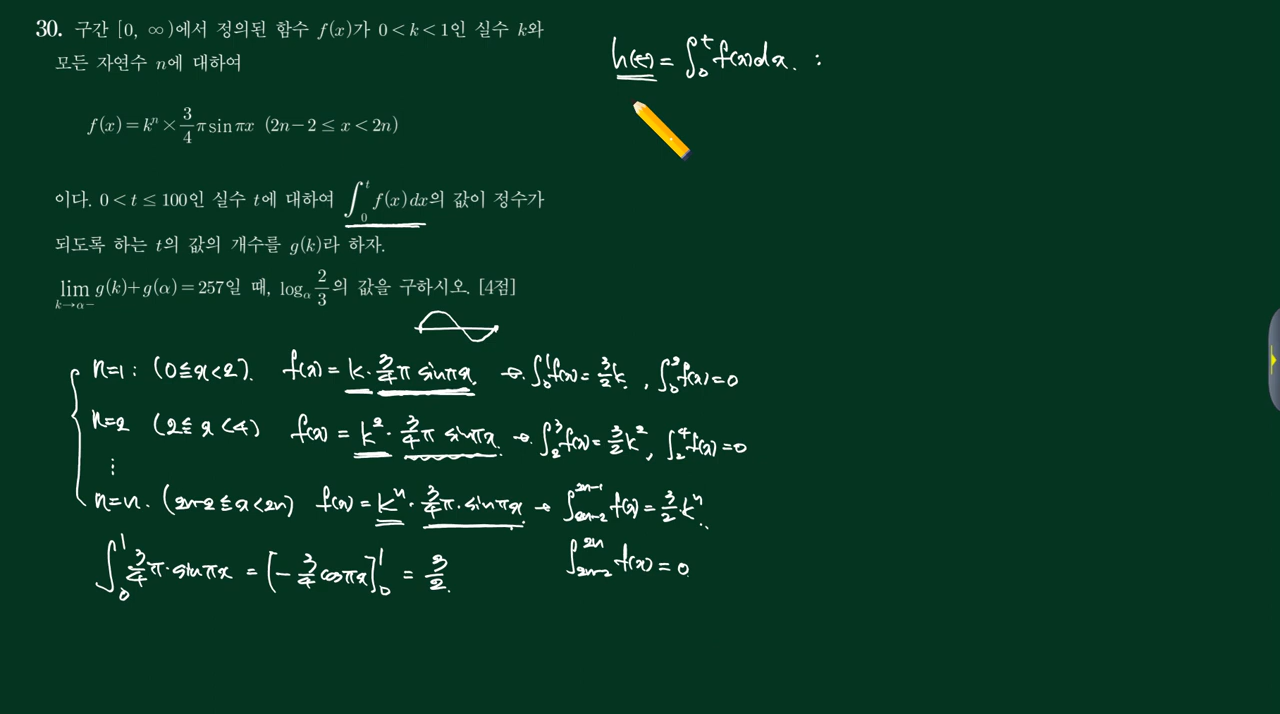 30. 구간 [0, ∞)에서 정의된 함수 f(x)가 0<k<1인 실수 k와
모든 자연수 n에 대하여
f(x)=kⁿ×3/4 π sin πx (2n−2≤x<2n)
이다. 0<t≤100인 실수 t에 대하여 ∫₀ᵗ f(x)dx의 값이 정수가
되도록 하는 t의 값의 개수를 g(k)라 하자.
lim_{k→α−} g(k)+g(α)=257일 때, log_α 2/3의 값을 구하시오. [4점]
h(t) = ∫₀ᵗ f(x)dx. :
n=1 : (0≦x<2). f(x) = k·3/4π sinπx. → ∫₀¹f(x)=3/2k, ∫₀²f(x)=0
n=2 (2≦x<4) f(x) = k²·3/4π sinπx. → ∫₂³f(x)=3/2k², ∫₂⁴f(x)=0
⋮
n=n. (2n-2≦x<2n) f(x)=kⁿ·3/4π·sinπx → ∫_{2n-2}^{2n-1} f(x)=3/2·kⁿ..
∫_{2n-2}^{2n} f(x)=0.
∫₀¹ 3/4π·sinπx = [-3/4cosπx]₀¹ = 3/2.